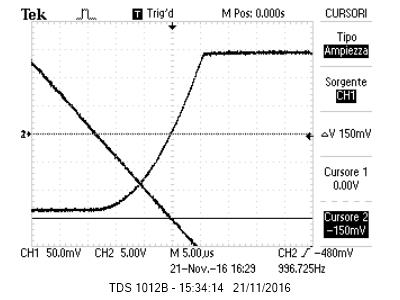 Tek Trig'd M Pos: 0.000s CURSORI
Tipo
Ampiezza
Sorgente
CH1
△V 150mV
2
Cursore 1
0.00V
Cursore 2
-150mV
CH1 50.0mV CH2 5.00V M 5.00µs CH2 -480mV
21-Nov.-16 16:29 996.725Hz
TDS 1012B - 15:34:14 21/11/2016